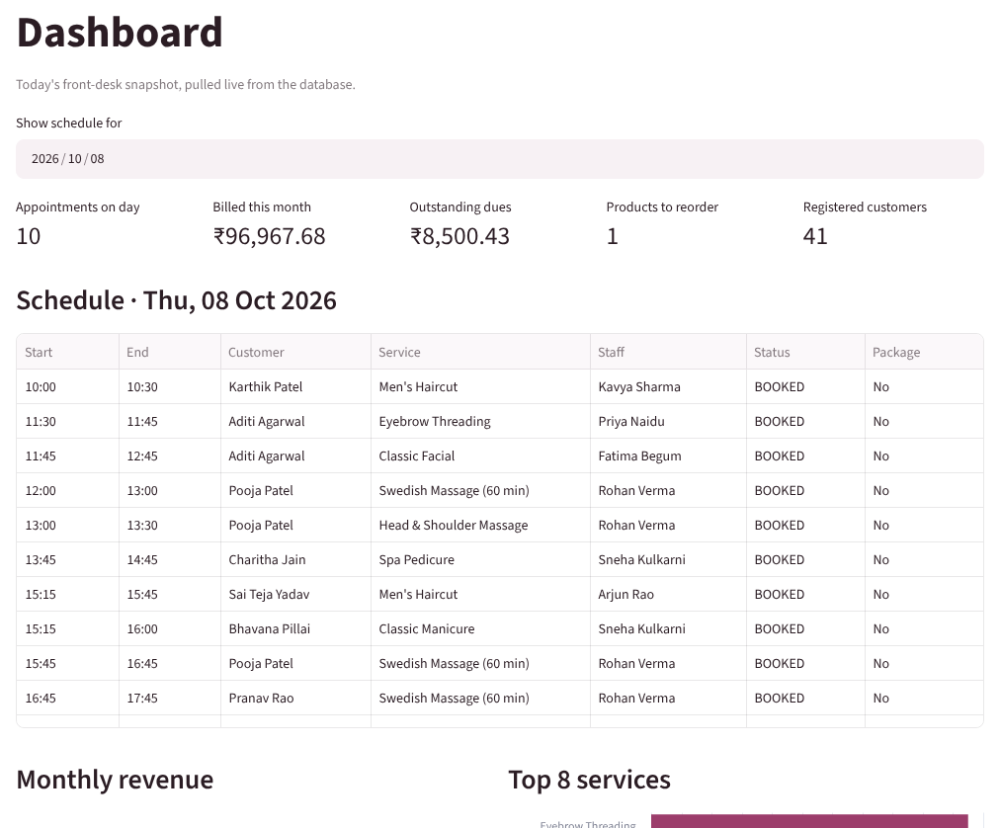 Dashboard
Today's front-desk snapshot, pulled live from the database.
Show schedule for
2026 / 10 / 08
Appointments on day Billed this month Outstanding dues Products to reorder Registered customers
10 ₹96,967.68 ₹8,500.43 1 41
Schedule · Thu, 08 Oct 2026
Start End Customer Service Staff Status Package
10:00 10:30 Karthik Patel Men's Haircut Kavya Sharma BOOKED No
11:30 11:45 Aditi Agarwal Eyebrow Threading Priya Naidu BOOKED No
11:45 12:45 Aditi Agarwal Classic Facial Fatima Begum BOOKED No
12:00 13:00 Pooja Patel Swedish Massage (60 min) Rohan Verma BOOKED No
13:00 13:30 Pooja Patel Head & Shoulder Massage Rohan Verma BOOKED No
13:45 14:45 Charitha Jain Spa Pedicure Sneha Kulkarni BOOKED No
15:15 15:45 Sai Teja Yadav Men's Haircut Arjun Rao BOOKED No
15:15 16:00 Bhavana Pillai Classic Manicure Sneha Kulkarni BOOKED No
15:45 16:45 Pooja Patel Swedish Massage (60 min) Rohan Verma BOOKED No
16:45 17:45 Pranav Rao Swedish Massage (60 min) Rohan Verma BOOKED No
Monthly revenue Top 8 services
Eyebrow Threading